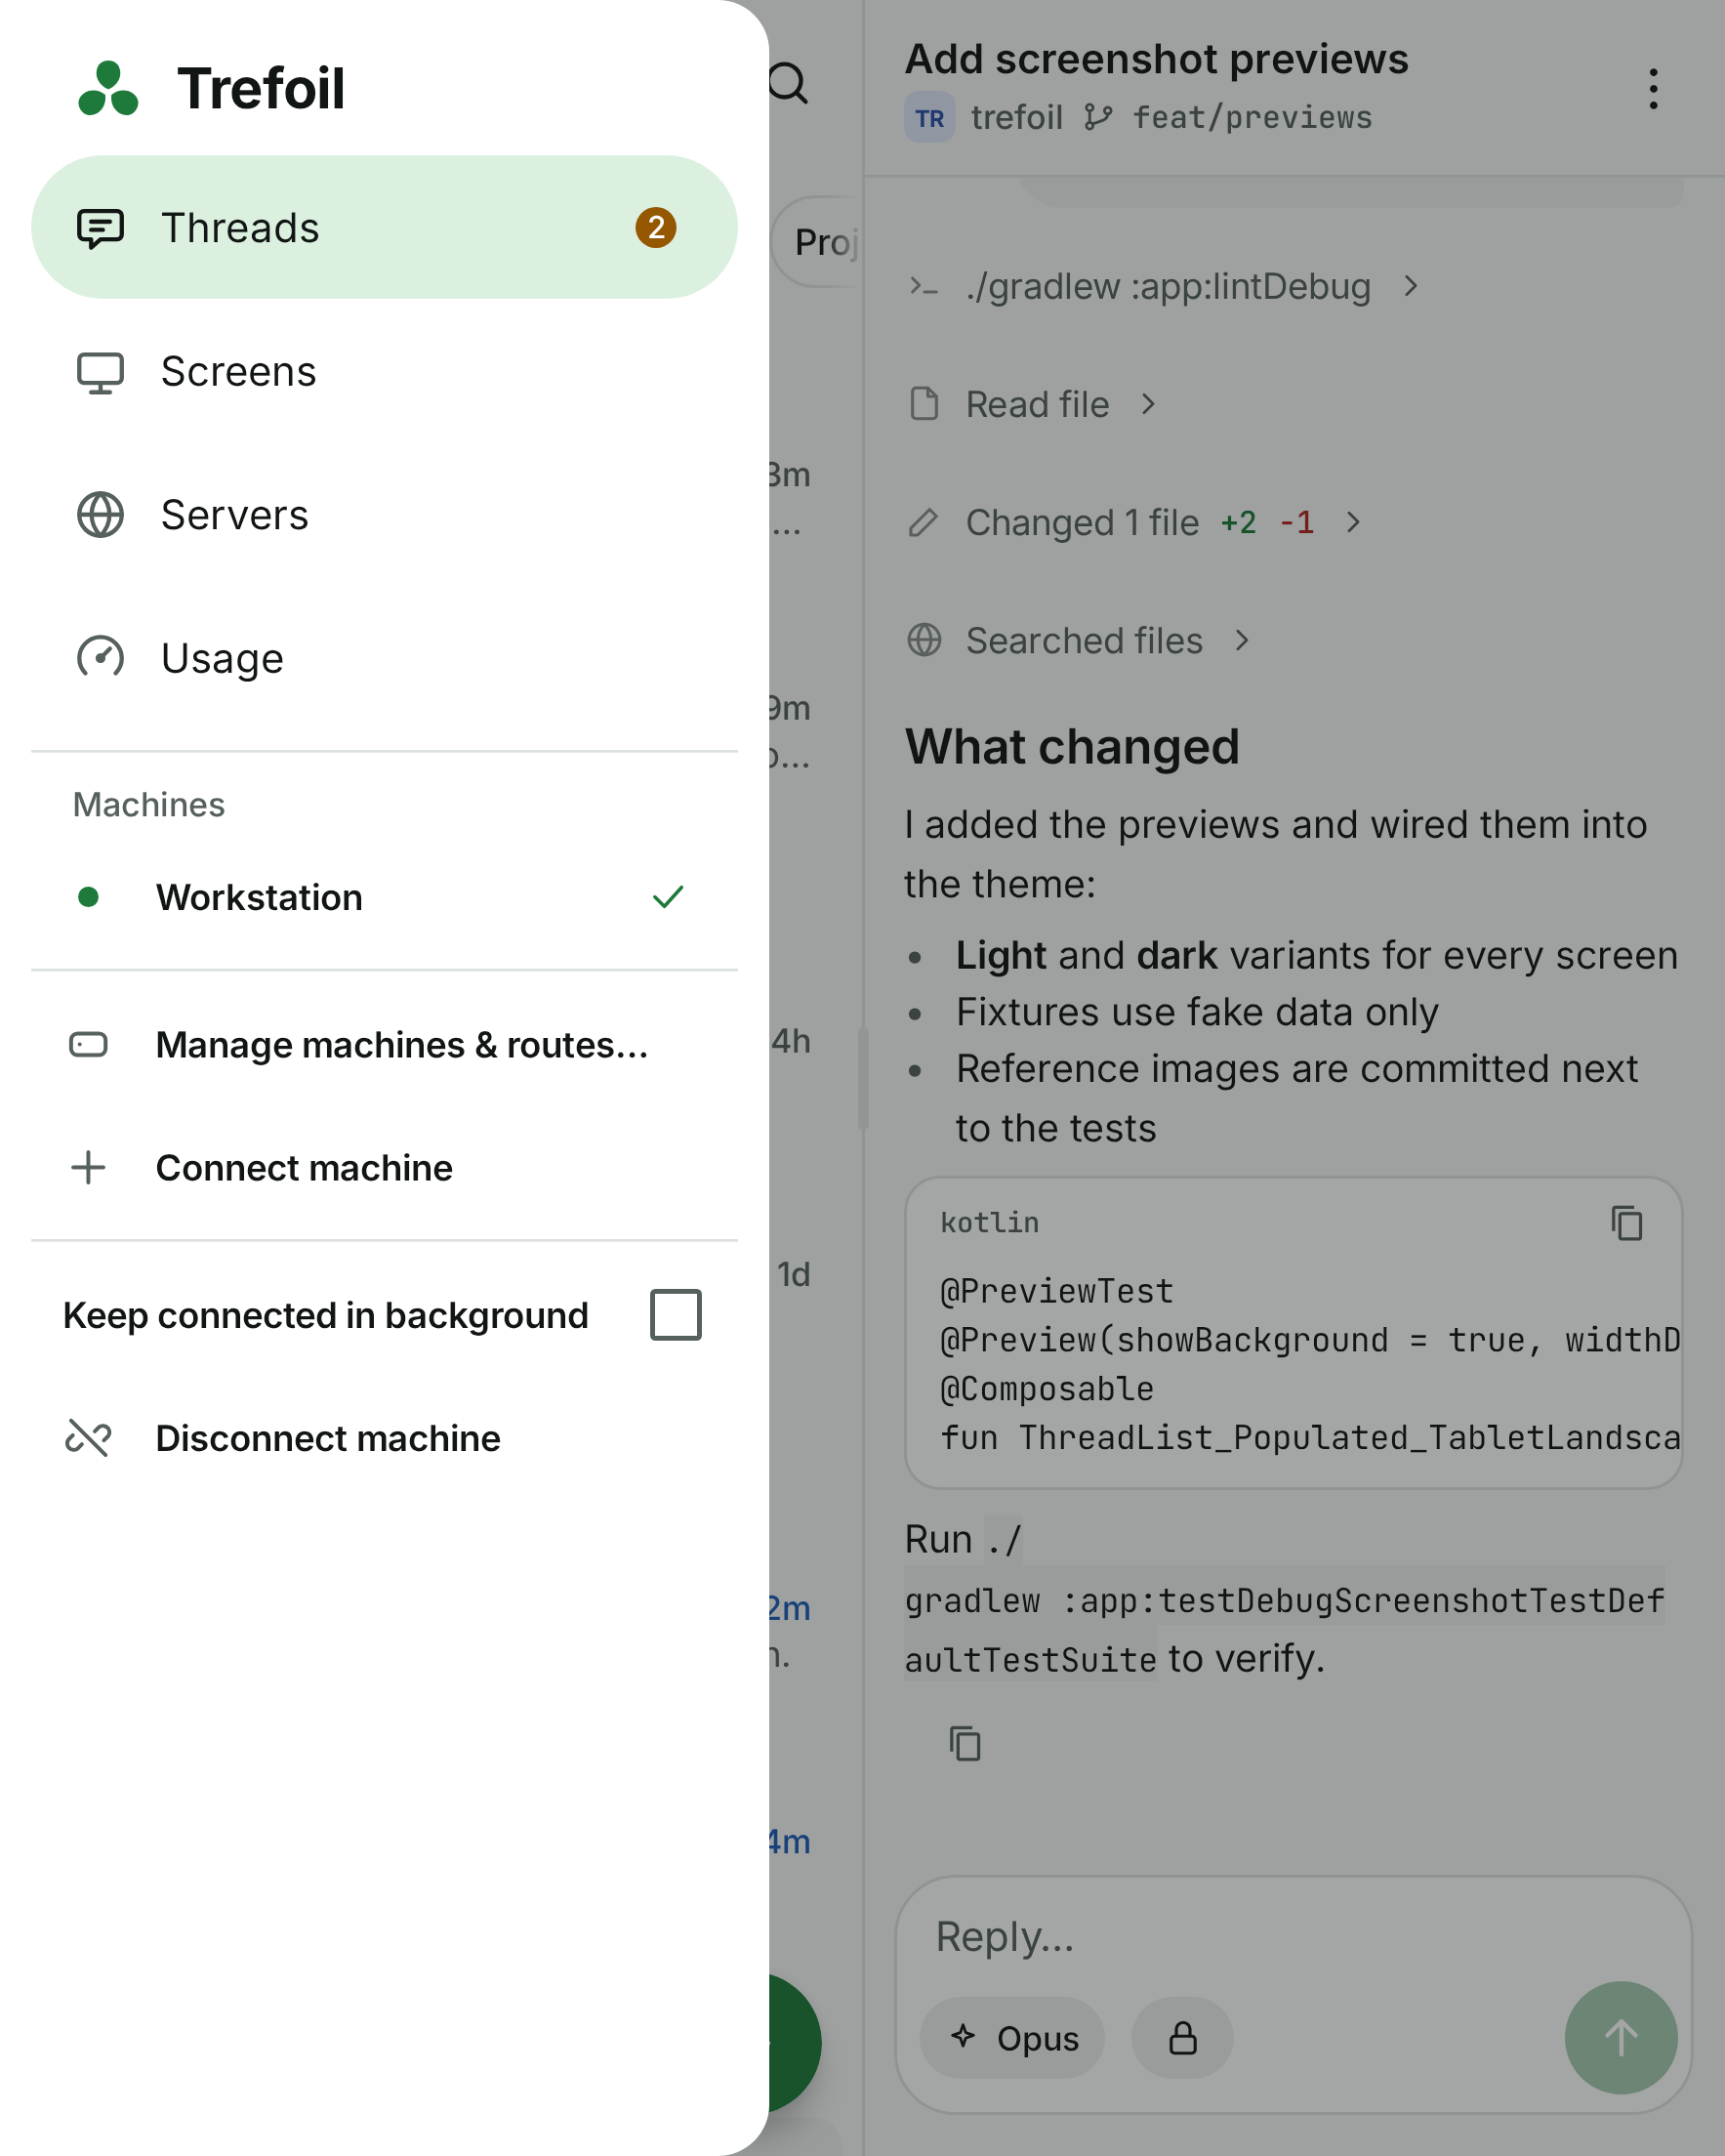 Trefoil
Threads 2
Screens
Servers
Usage
Machines
Workstation
Manage machines & routes...
Connect machine
Keep connected in background
Disconnect machine
3m
...
9m
...
4h
1d
2m
4m
Add screenshot previews
TR trefoil feat/previews
./gradlew :app:lintDebug
Read file
Changed 1 file +2 -1
Searched files
What changed
I added the previews and wired them into
the theme:
• Light and dark variants for every screen
• Fixtures use fake data only
• Reference images are committed next
to the tests
kotlin
@PreviewTest
@Preview(showBackground = true, widthD
@Composable
fun ThreadList_Populated_TabletLandsca
Run ./
gradlew :app:testDebugScreenshotTestDef
aultTestSuite to verify.
Reply...
Opus